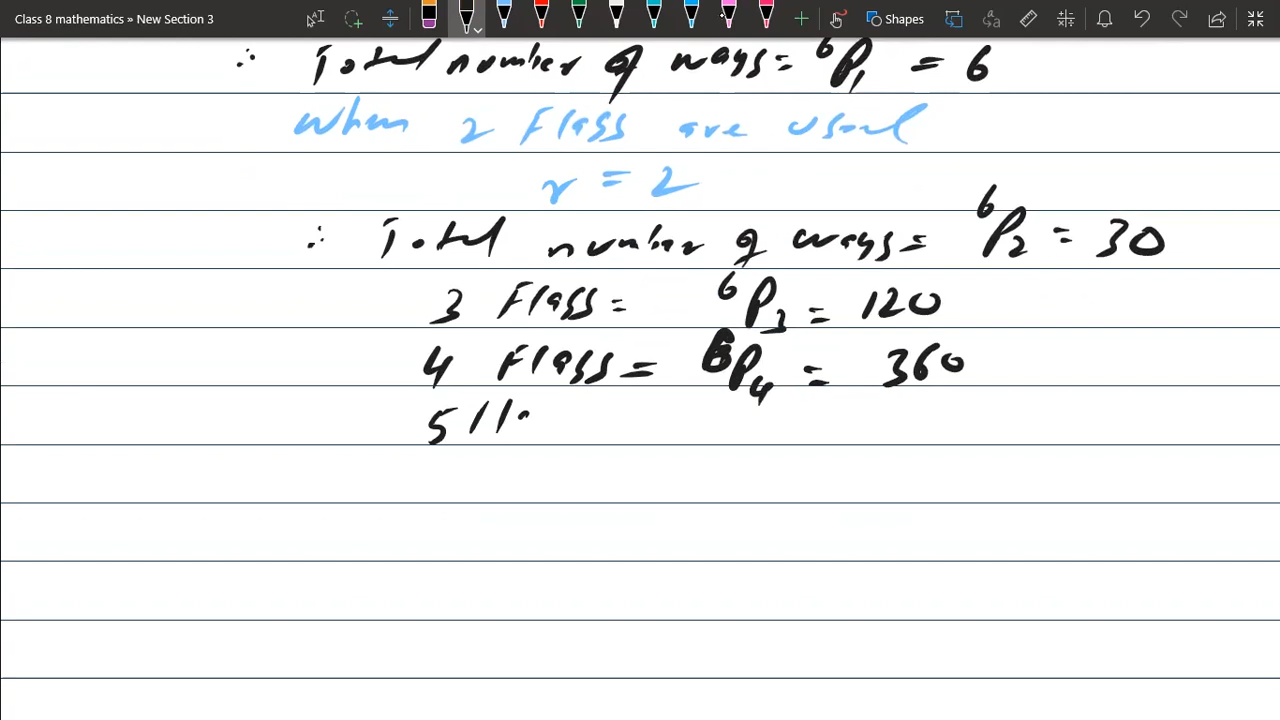 Class 8 mathematics » New Section 3
Shapes
∴ Total number of ways = ⁶P₁ = 6
When 2 Flags are used
r = 2
∴ Total number of ways = ⁶P₂ = 30
3 Flags = ⁶P₃ = 120
4 Flags = ⁶P₄ = 360
5